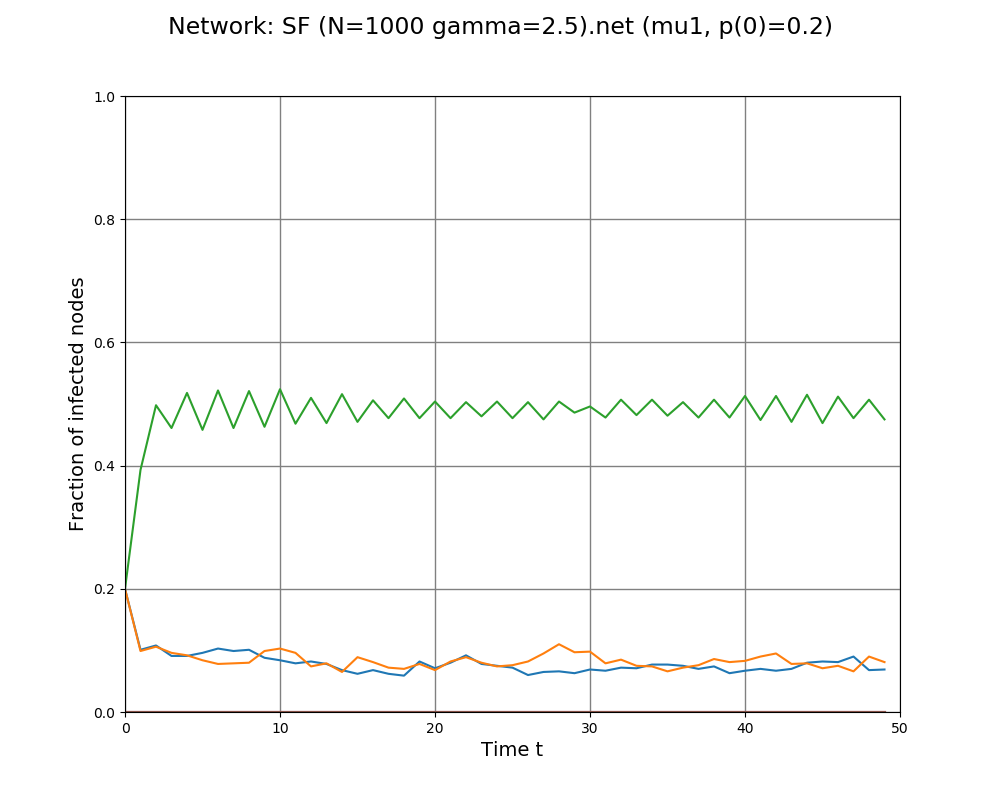 Network: SF (N=1000 gamma=2.5).net (mu1, p(0)=0.2)
1.0
0.8
0.6
0.4
0.2
0.0
Fraction of infected nodes
0 10 20 30 40 50
Time t